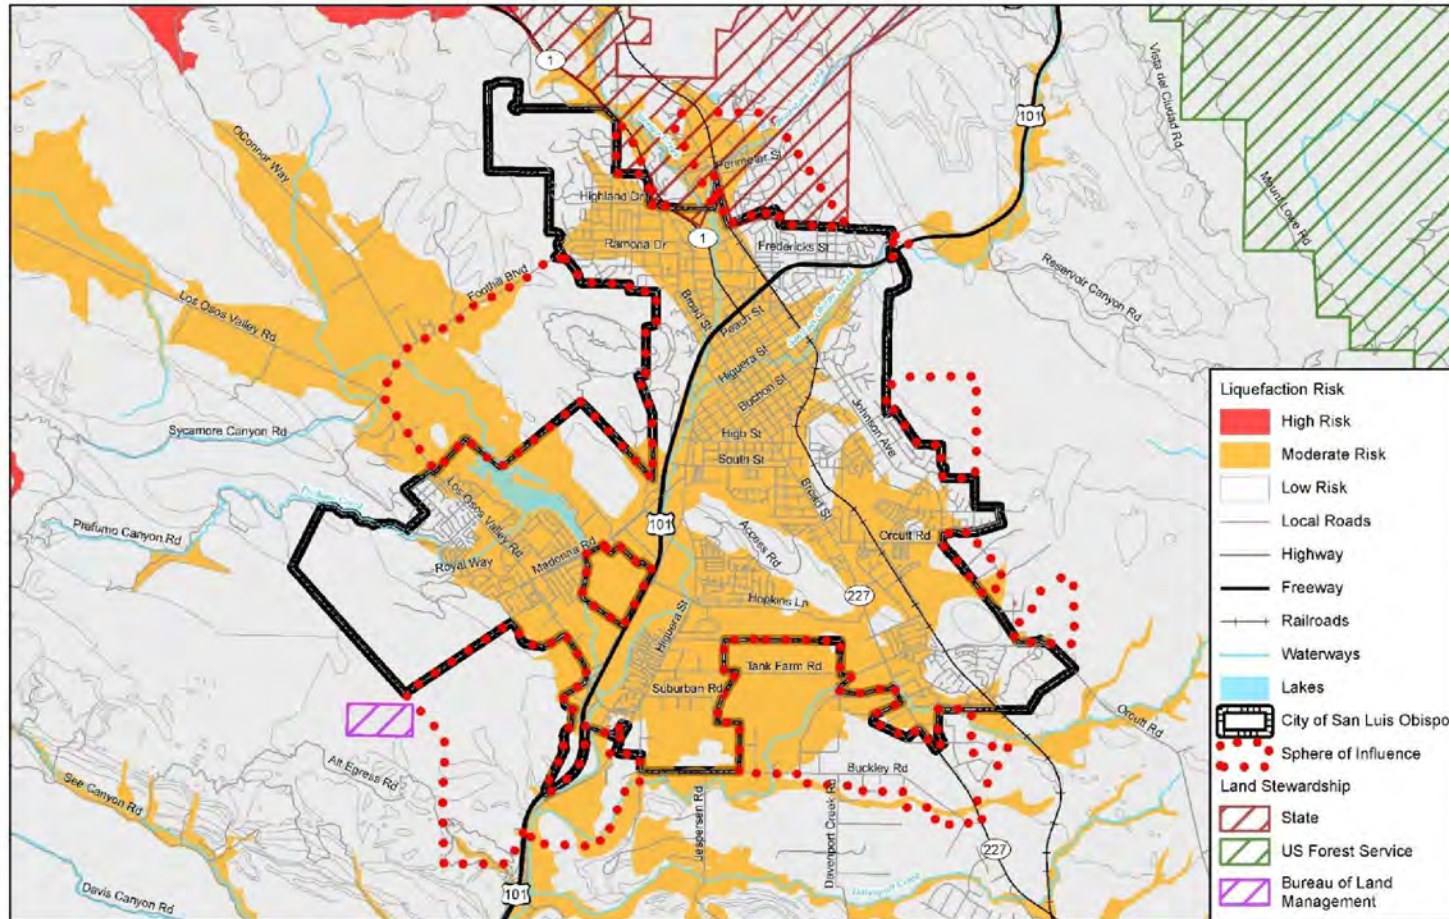 1
101
Vista del Ciudad Rd
OConnor Way
Perimeter St
Mount Lowe Rd
Highland Dr
1
Ramona Dr
Fredericks St
Foothill Blvd
Reservoir Canyon Rd
Los Osos Valley Rd
Broad St
Peach St
Higuera St
Buchon St
Johnson Ave
Sycamore Canyon Rd
High St
South St
Los Osos Valley Rd
Broad St
101
Access Rd
Orcutt Rd
Prefumo Canyon Rd
Madonna Rd
Royal Way
Hopkins Ln
227
Higuera St
Tank Farm Rd
Suburban Rd
Orcutt Rd
Buckley Rd
Alt Egress Rd
See Canyon Rd
Jespersen Rd
Davenport Creek Rd
227
101
Davenport Creek
Davis Canyon Rd
Liquefaction Risk
High Risk
Moderate Risk
Low Risk
Local Roads
Highway
Freeway
Railroads
Waterways
Lakes
City of San Luis Obispo
Sphere of Influence
Land Stewardship
State
US Forest Service
Bureau of Land
Management